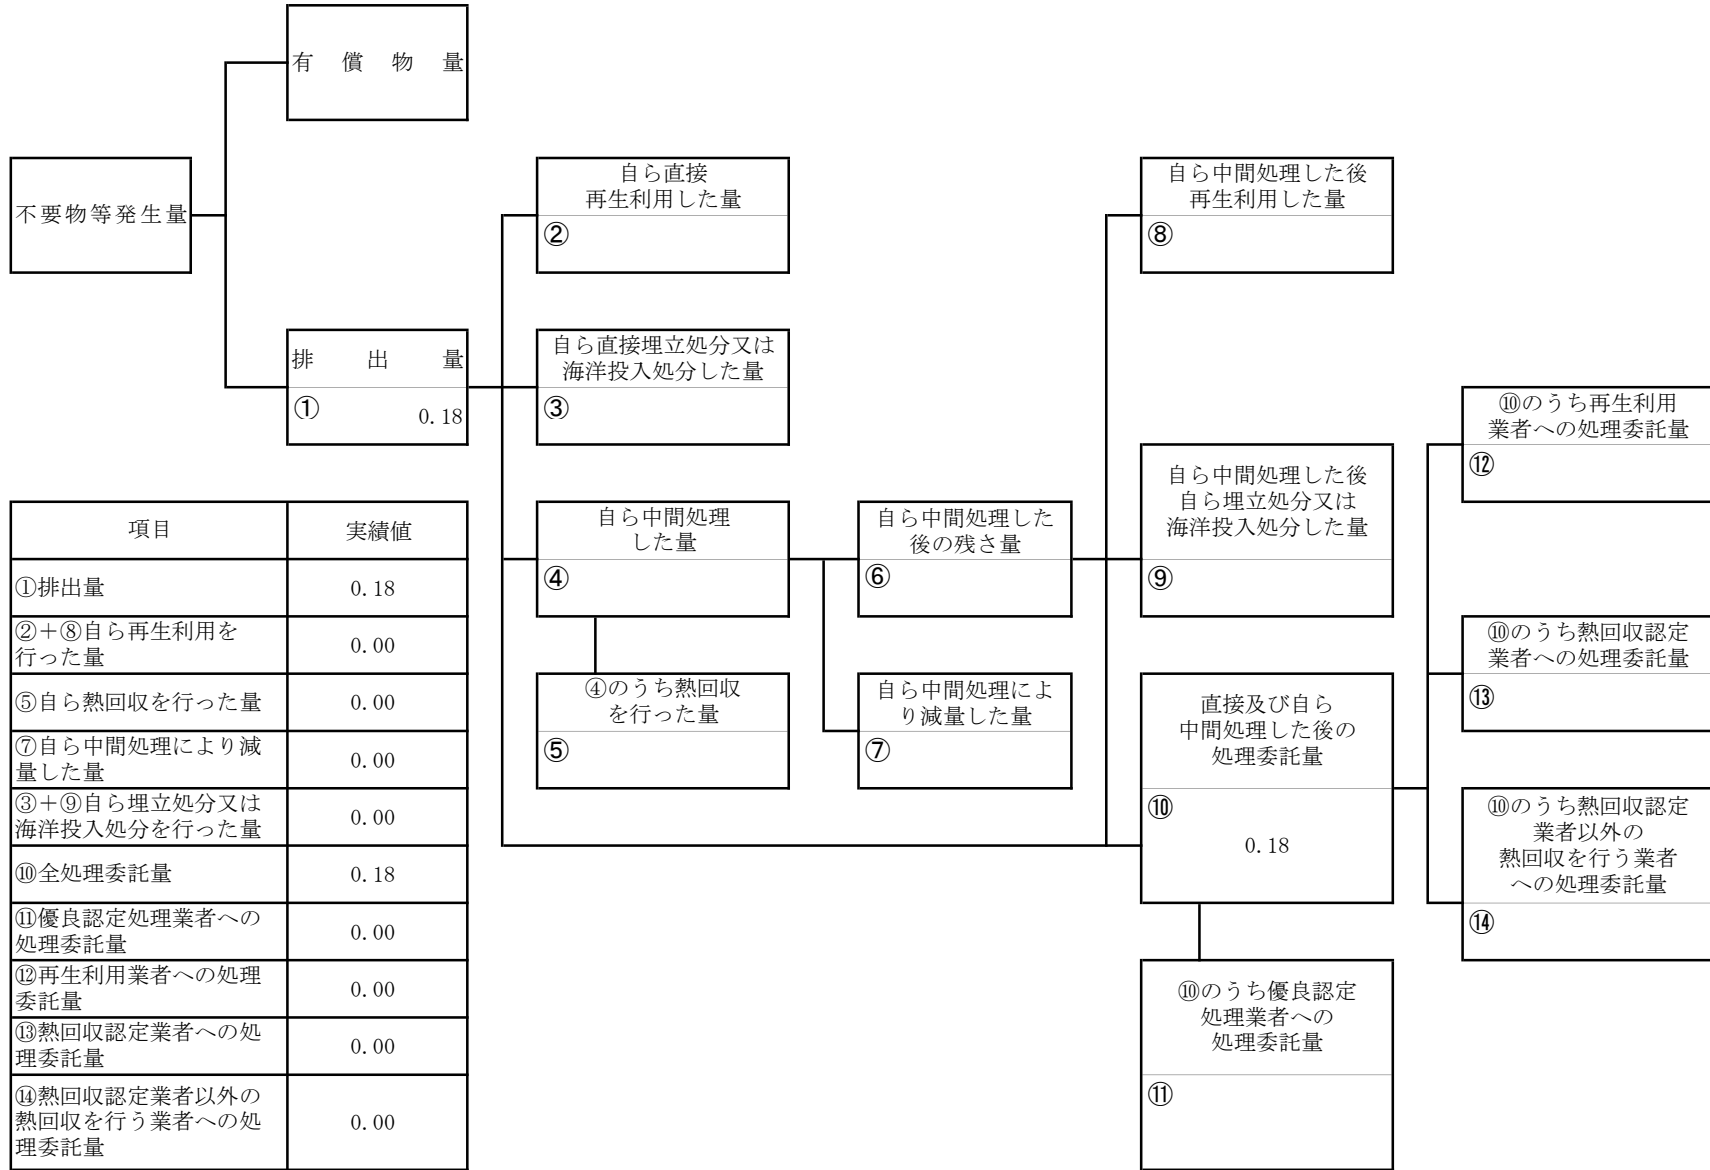 有償物量
不要物等発生量
排出量
①
0.18
自ら直接
再生利用した量
②
自ら直接埋立処分又は
海洋投入処分した量
③
自ら中間処理
した量
④
④のうち熱回収
を行った量
⑤
自ら中間処理した
後の残さ量
⑥
自ら中間処理によ
り減量した量
⑦
自ら中間処理した後
再生利用した量
⑧
自ら中間処理した後
自ら埋立処分又は
海洋投入処分した量
⑨
直接及び自ら
中間処理した後の
処理委託量
⑩
0.18
⑩のうち優良認定
処理業者への
処理委託量
⑪
⑩のうち再生利用
業者への処理委託量
⑫
⑩のうち熱回収認定
業者への処理委託量
⑬
⑩のうち熱回収認定
業者以外の
熱回収を行う業者
への処理委託量
⑭
項目 実績値
①排出量 0.18
②＋⑧自ら再生利用を
行った量 0.00
⑤自ら熱回収を行った量 0.00
⑦自ら中間処理により減
量した量 0.00
③＋⑨自ら埋立処分又は
海洋投入処分を行った量 0.00
⑩全処理委託量 0.18
⑪優良認定処理業者への
処理委託量 0.00
⑫再生利用業者への処理
委託量 0.00
⑬熱回収認定業者への処
理委託量 0.00
⑭熱回収認定業者以外の
熱回収を行う業者への処
理委託量 0.00